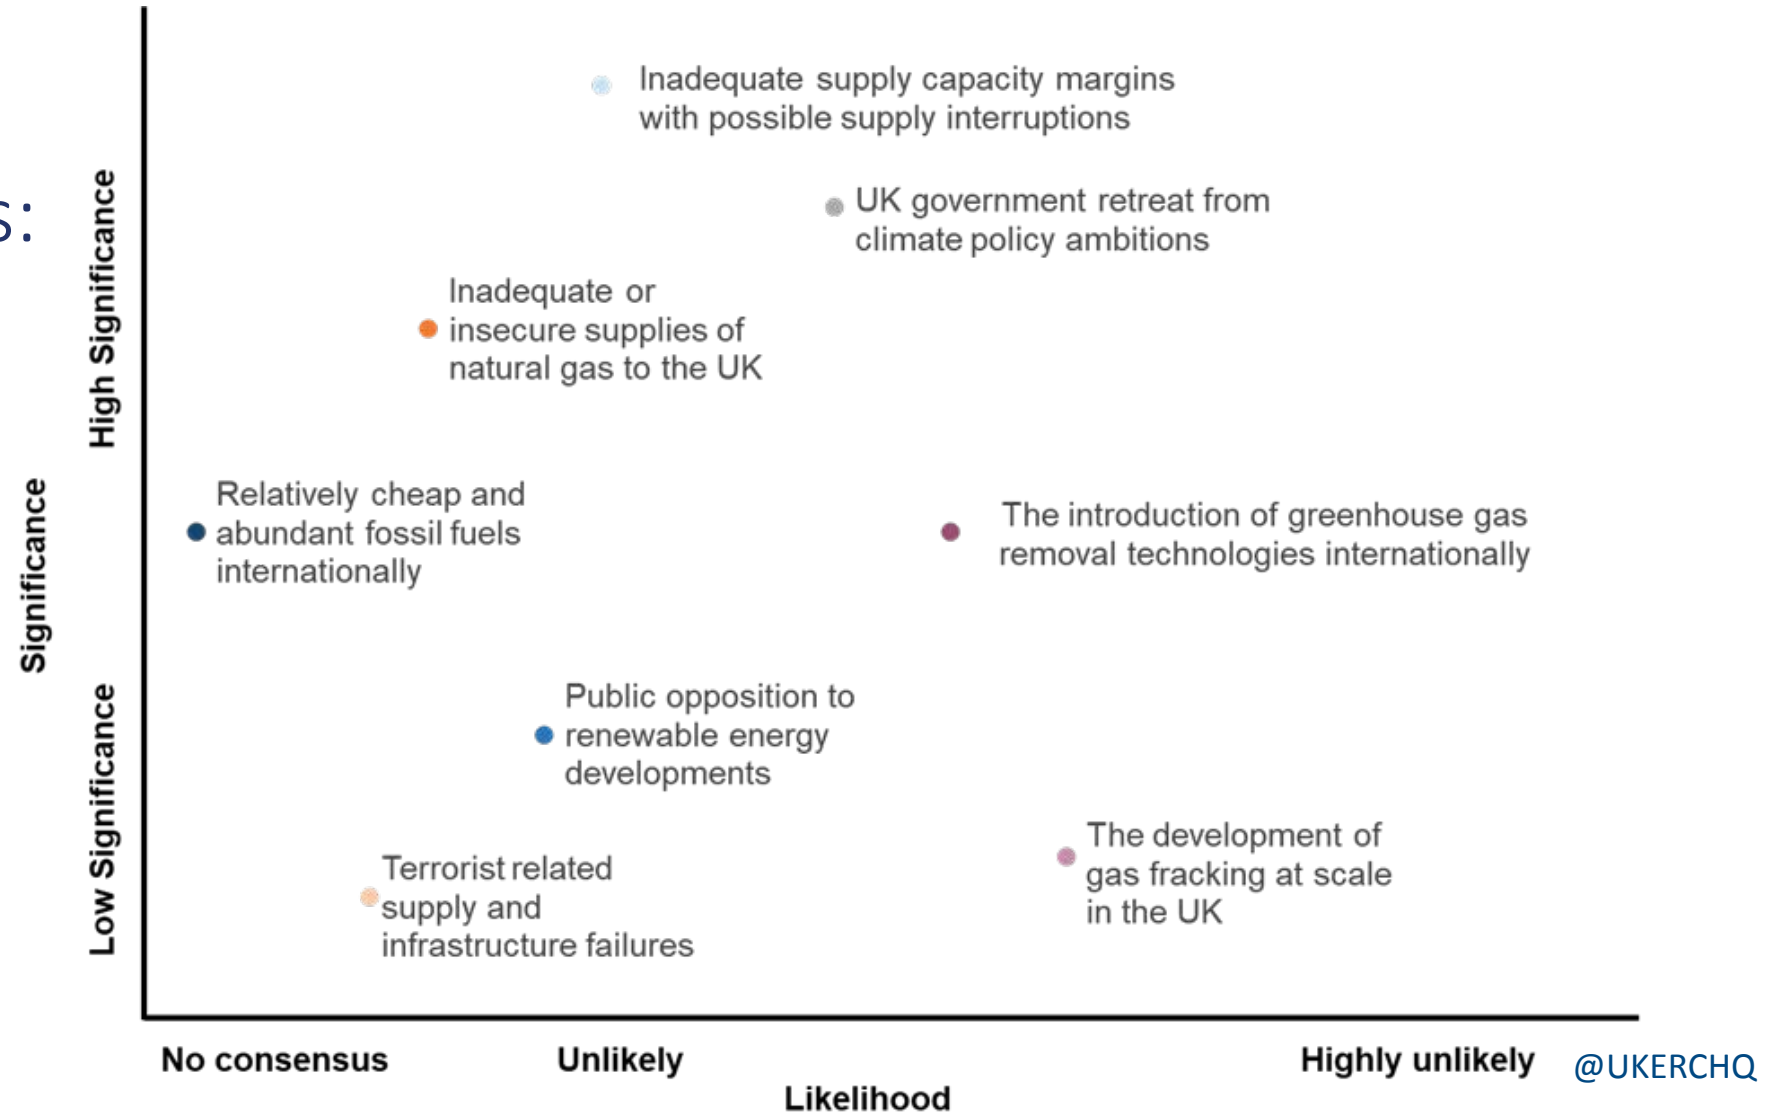 Inadequate supply capacity margins
with possible supply interruptions
UK government retreat from
climate policy ambitions
s:
High Significance
Inadequate or
insecure supplies of
natural gas to the UK
Relatively cheap and
abundant fossil fuels
internationally
The introduction of greenhouse gas
removal technologies internationally
Significance
Public opposition to
renewable energy
developments
Low Significance
The development of
gas fracking at scale
in the UK
Terrorist related
supply and
infrastructure failures
No consensus
Unlikely
Highly unlikely
@UKERCHQ
Likelihood